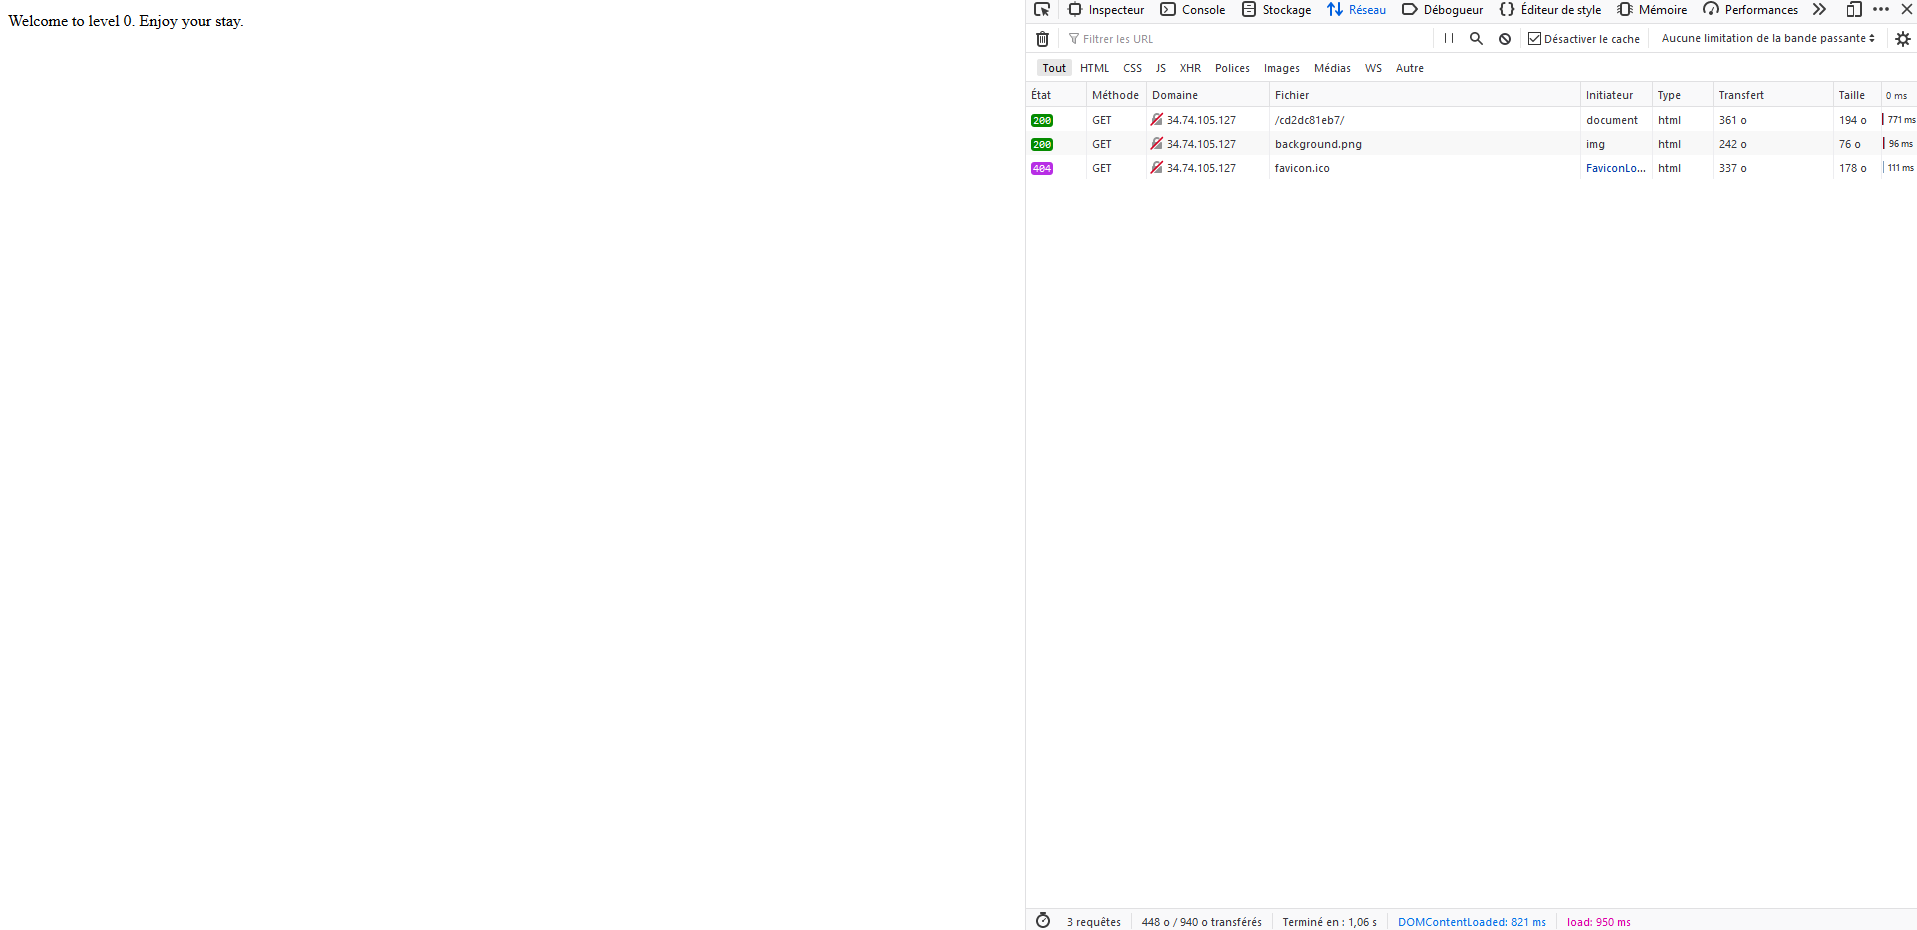 Welcome to level 0. Enjoy your stay.
Inspecteur Console Stockage Réseau Débogueur Éditeur de style Mémoire Performances
Filtrer les URL Désactiver le cache Aucune limitation de la bande passante
Tout HTML CSS JS XHR Polices Images Médias WS Autre
État Méthode Domaine Fichier Initiateur Type Transfert Taille 0 ms
200 GET 34.74.105.127 /cd2dc81eb7/ document html 361 o 194 o 771 ms
200 GET 34.74.105.127 background.png img html 242 o 76 o 96 ms
404 GET 34.74.105.127 favicon.ico FaviconLo... html 337 o 178 o 111 ms
3 requêtes 448 o / 940 o transférés Terminé en : 1,06 s DOMContentLoaded: 821 ms load: 950 ms